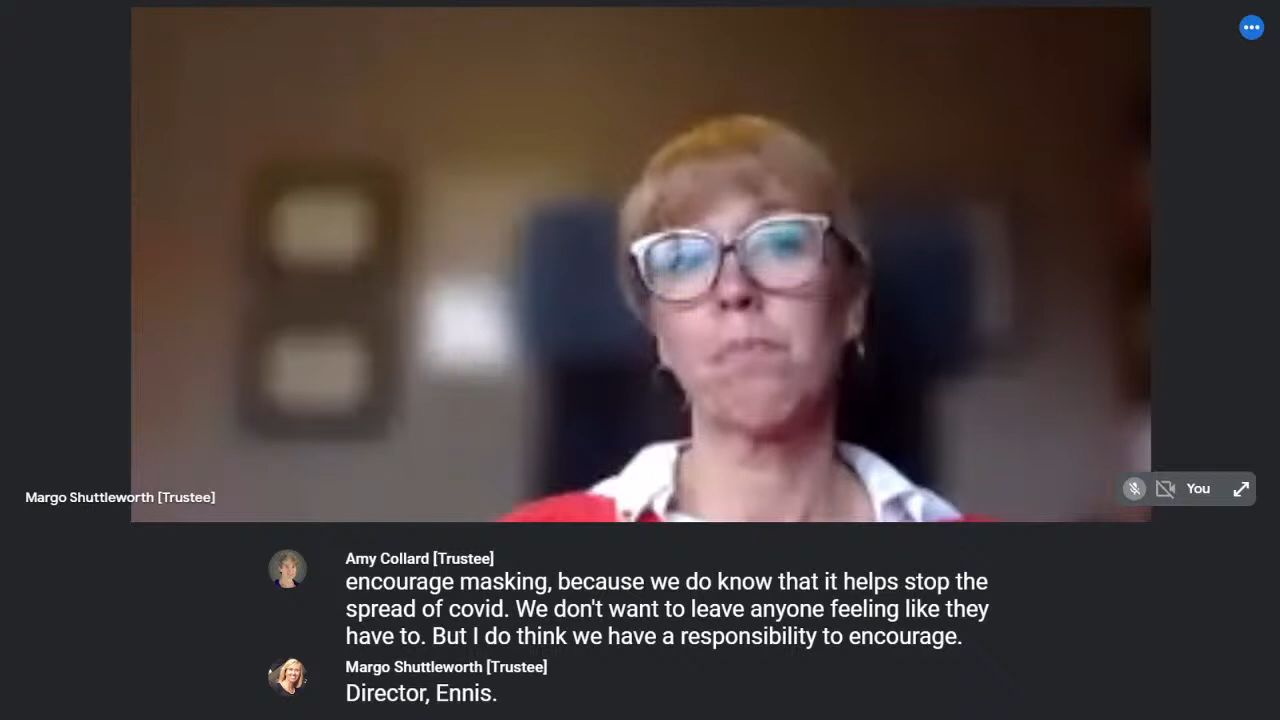 Margo Shuttleworth [Trustee]
You
Amy Collard [Trustee]
encourage masking, because we do know that it helps stop the
spread of covid. We don't want to leave anyone feeling like they
have to. But I do think we have a responsibility to encourage.
Margo Shuttleworth [Trustee]
Director, Ennis.